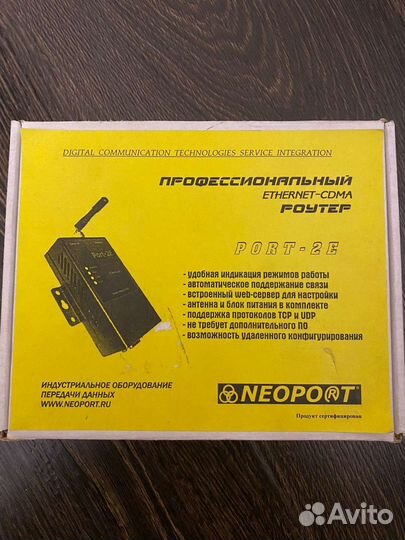 DIGITAL COMMUNICATION TECHNOLOGIES SERVICE INTEGRATION
ПРОФЕССИОНАЛЬНЫЙ
ETHERNET-CDMA
РОУТЕР
PORT-2E
- удобная индикация режимов работы
- автоматическое поддержание связи
- встроенный web-сервер для настройки
- антенна и блок питания в комплекте
- поддержка протоколов TCP и UDP
- не требует дополнительного ПО
- возможность удаленного конфигурирования
Port-2E
ИНДУСТРИАЛЬНОЕ ОБОРУДОВАНИЕ
ПЕРЕДАЧИ ДАННЫХ
WWW.NEOPORT.RU
NEOPORT®
Продукт сертифицирован
Avito